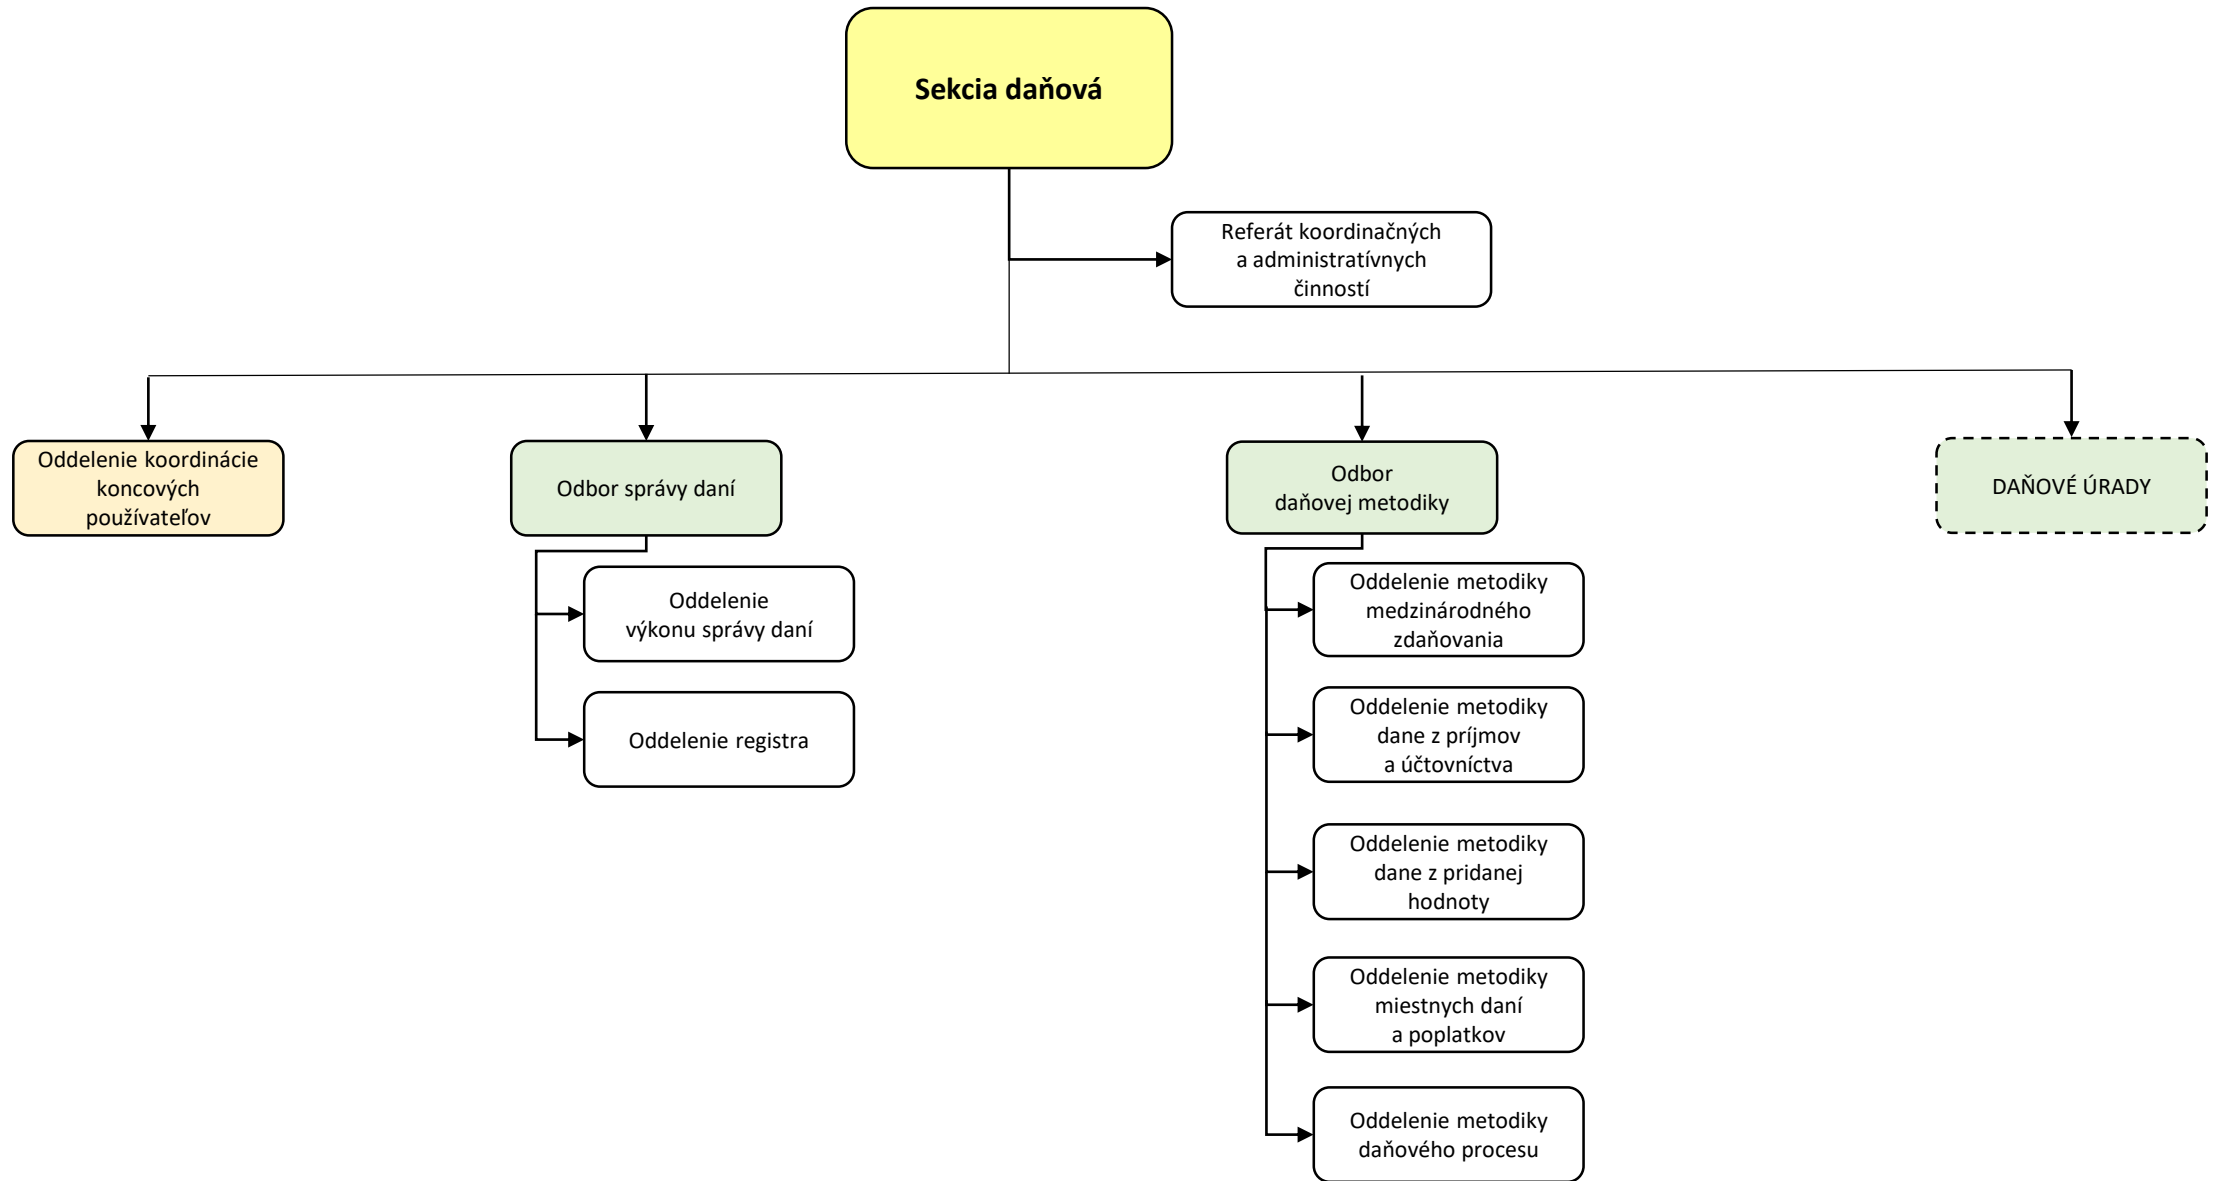 Sekcia daňová
Referát koordinačných
a administratívnych
činností
Oddelenie koordinácie
koncových
používateľov
Odbor správy daní
Odbor
daňovej metodiky
DAŇOVÉ ÚRADY
Oddelenie
výkonu správy daní
Oddelenie registra
Oddelenie metodiky
medzinárodného
zdaňovania
Oddelenie metodiky
dane z príjmov
a účtovníctva
Oddelenie metodiky
dane z pridanej
hodnoty
Oddelenie metodiky
miestnych daní
a poplatkov
Oddelenie metodiky
daňového procesu